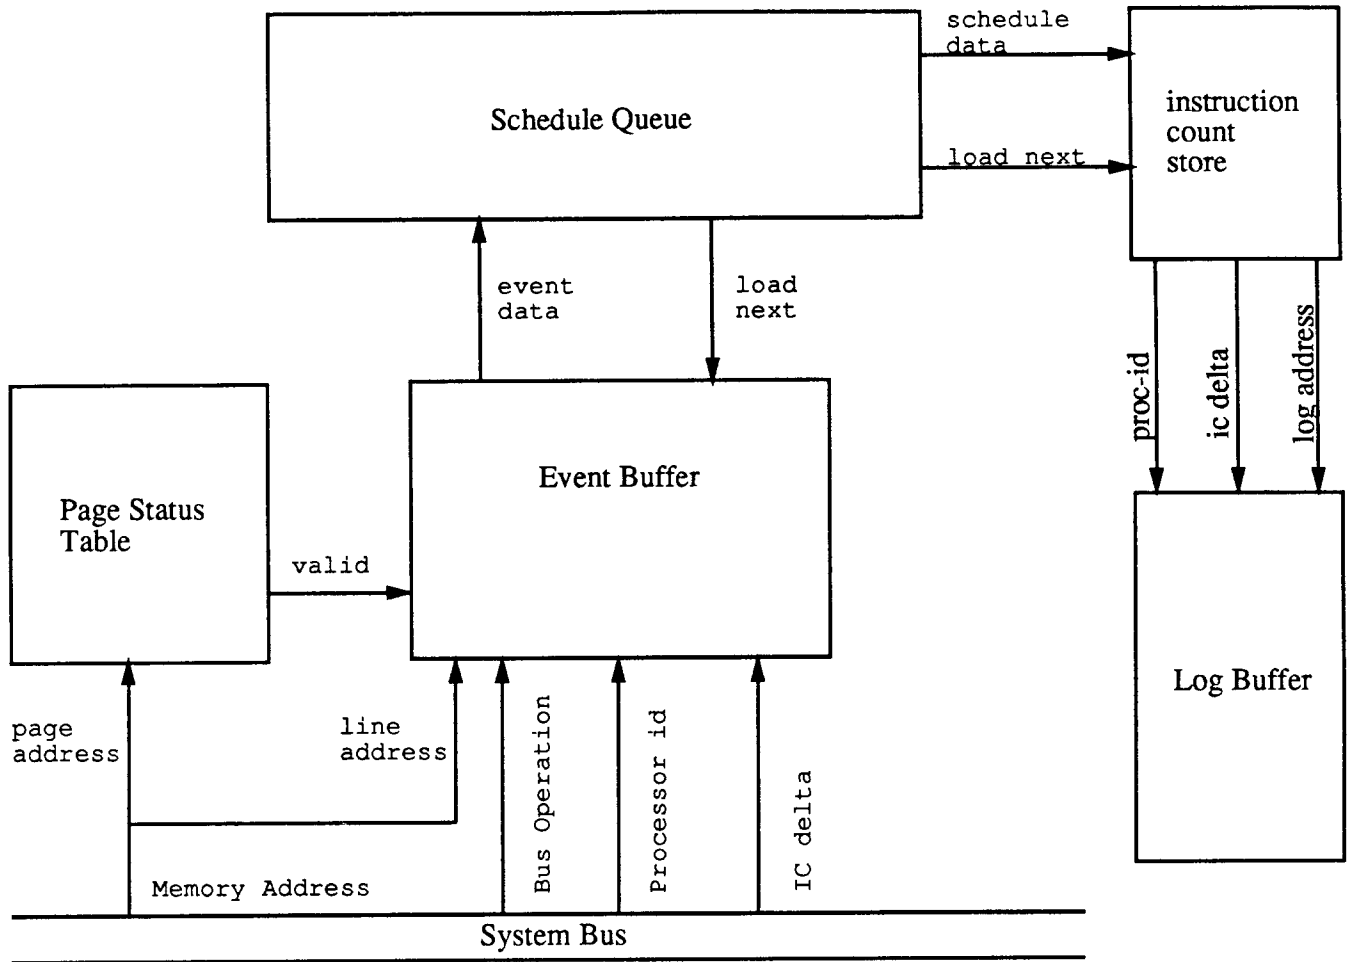 schedule
data
Schedule Queue
instruction
count
store
load next
event
data
load
next
proc-id
ic delta
log address
Page Status
Table
Event Buffer
valid
Log Buffer
page
address
line
address
Bus Operation
Processor id
IC delta
Memory Address
System Bus